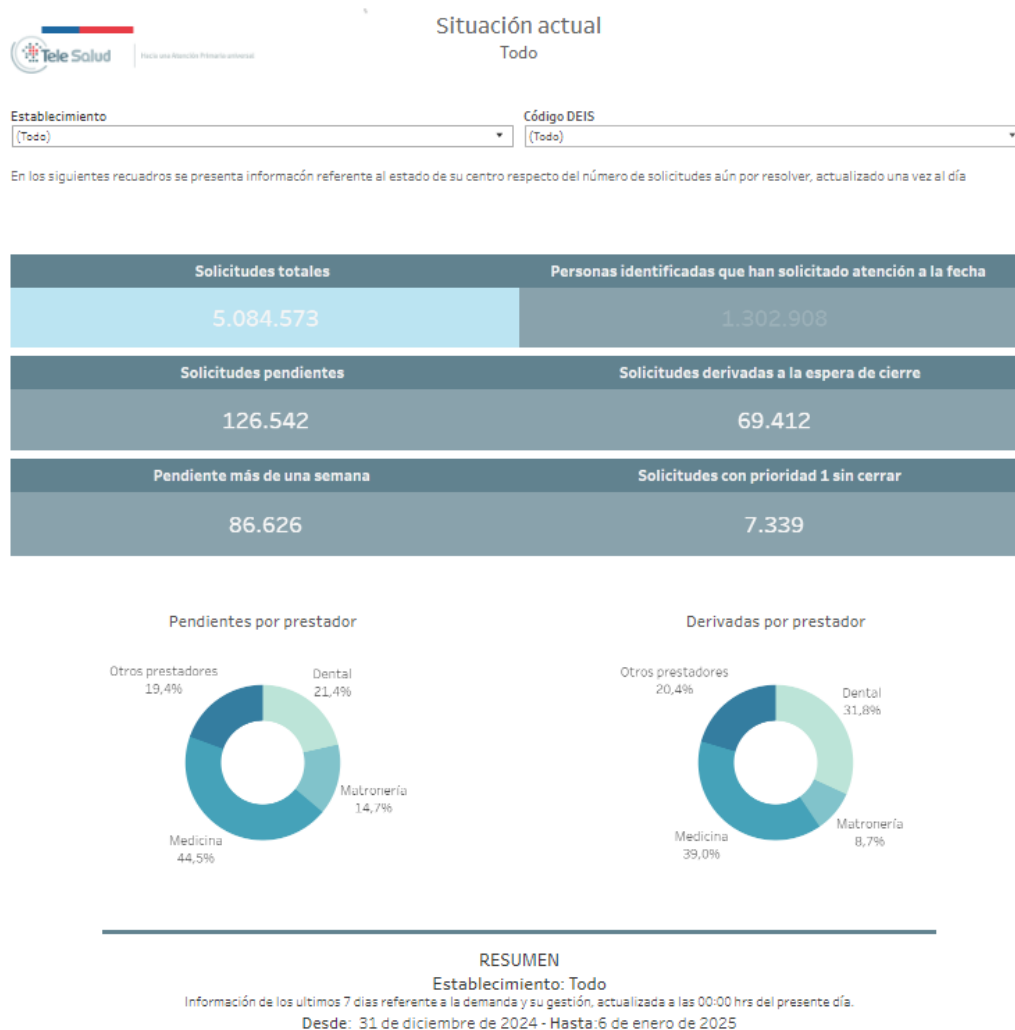 Situación actual
Todo
Tele Salud
Hacia una Atención Primaria universal
Establecimiento
Código DEIS
(Todo)
(Todo)
En los siguientes recuadros se presenta informacón referente al estado de su centro respecto del número de solicitudes aún por resolver, actualizado una vez al día
Solicitudes totales
Personas identificadas que han solicitado atención a la fecha
5.084.573
1.302.908
Solicitudes pendientes
Solicitudes derivadas a la espera de cierre
126.542
69.412
Pendiente más de una semana
Solicitudes con prioridad 1 sin cerrar
86.626
7.339
Pendientes por prestador
Otros prestadores
19,4%
Dental
21,4%
Matronería
14,7%
Medicina
44,5%
Derivadas por prestador
Otros prestadores
20,4%
Dental
31,8%
Matronería
8,7%
Medicina
39,0%
RESUMEN
Establecimiento: Todo
Información de los ultimos 7 dias referente a la demanda y su gestión, actualizada a las 00:00 hrs del presente día.
Desde: 31 de diciembre de 2024 - Hasta:6 de enero de 2025